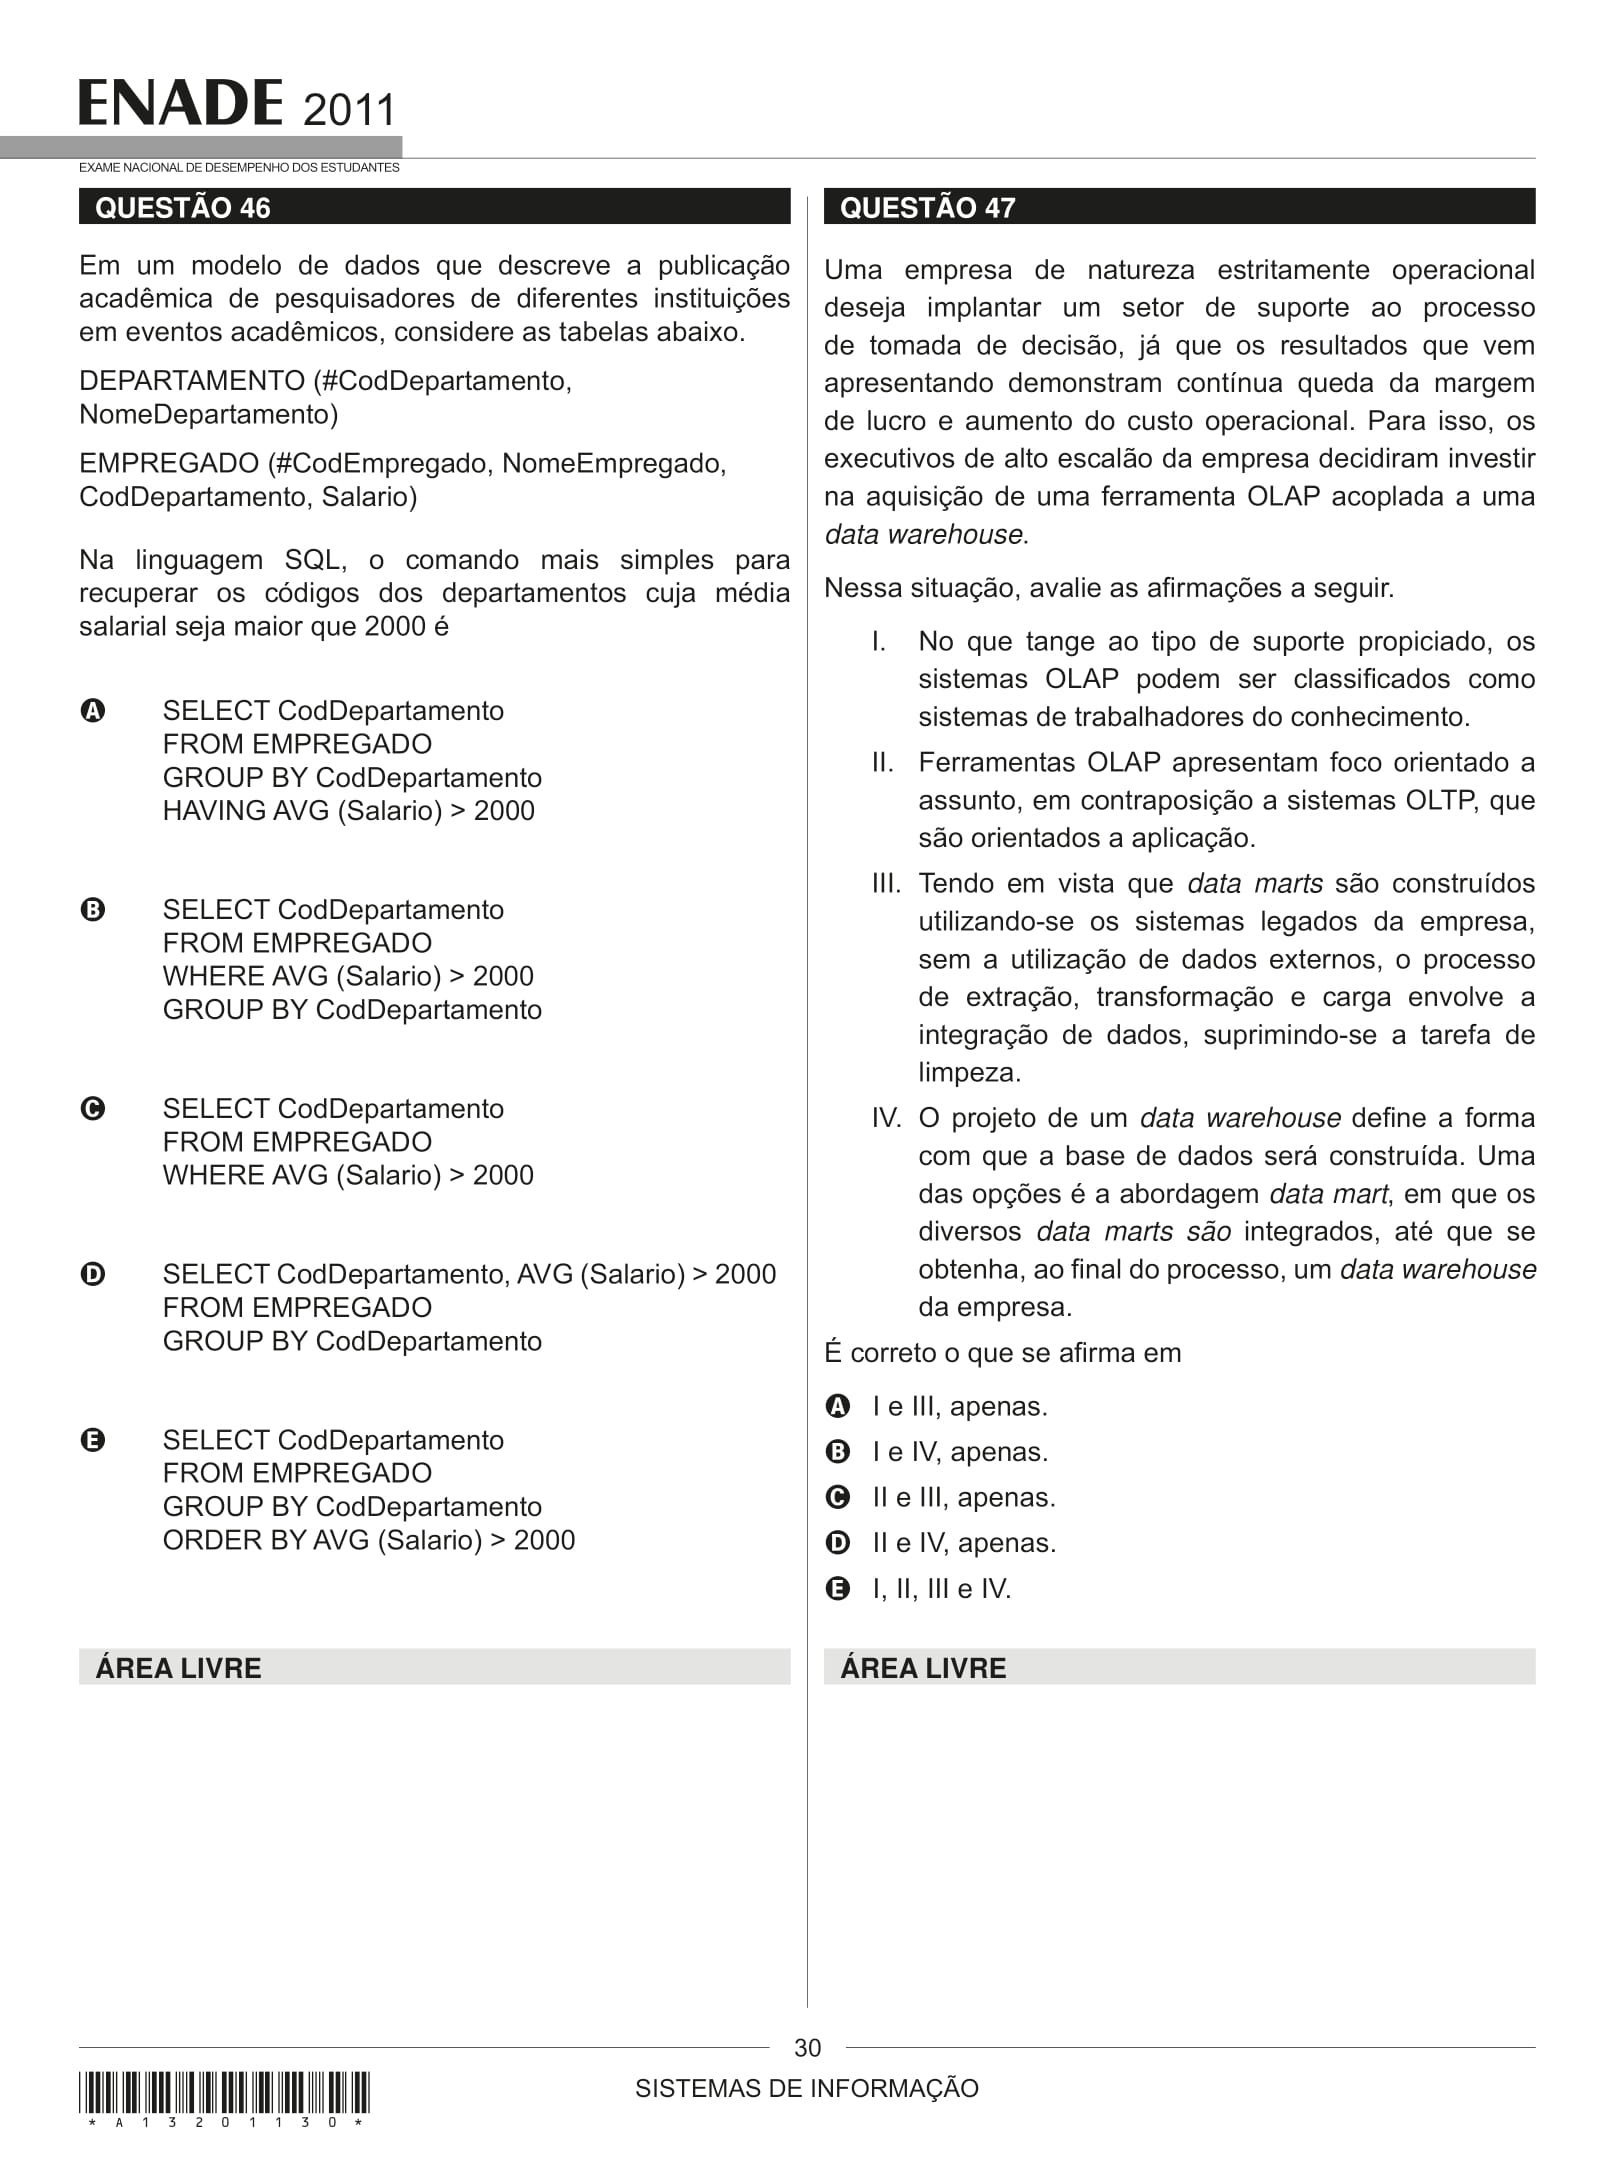 ENADE 2011
EXAME NACIONAL DE DESEMPENHO DOS ESTUDANTES
QUESTÃO 46
Em um modelo de dados que descreve a publicação
acadêmica de pesquisadores de diferentes instituições
em eventos acadêmicos, considere as tabelas abaixo.
DEPARTAMENTO (#CodDepartamento,
NomeDepartamento)
EMPREGADO (#CodEmpregado, NomeEmpregado,
CodDepartamento, Salario)
Na linguagem SQL, o comando mais simples para
recuperar os códigos dos departamentos cuja média
salarial seja maior que 2000 é
A SELECT CodDepartamento
FROM EMPREGADO
GROUP BY CodDepartamento
HAVING AVG (Salario) > 2000
B SELECT CodDepartamento
FROM EMPREGADO
WHERE AVG (Salario) > 2000
GROUP BY CodDepartamento
C SELECT CodDepartamento
FROM EMPREGADO
WHERE AVG (Salario) > 2000
D SELECT CodDepartamento, AVG (Salario) > 2000
FROM EMPREGADO
GROUP BY CodDepartamento
E SELECT CodDepartamento
FROM EMPREGADO
GROUP BY CodDepartamento
ORDER BY AVG (Salario) > 2000
ÁREA LIVRE
QUESTÃO 47
Uma empresa de natureza estritamente operacional
deseja implantar um setor de suporte ao processo
de tomada de decisão, já que os resultados que vem
apresentando demonstram contínua queda da margem
de lucro e aumento do custo operacional. Para isso, os
executivos de alto escalão da empresa decidiram investir
na aquisição de uma ferramenta OLAP acoplada a uma
data warehouse.
Nessa situação, avalie as afirmações a seguir.
I. No que tange ao tipo de suporte propiciado, os
sistemas OLAP podem ser classificados como
sistemas de trabalhadores do conhecimento.
II. Ferramentas OLAP apresentam foco orientado a
assunto, em contraposição a sistemas OLTP, que
são orientados a aplicação.
III. Tendo em vista que data marts são construídos
utilizando-se os sistemas legados da empresa,
sem a utilização de dados externos, o processo
de extração, transformação e carga envolve a
integração de dados, suprimindo-se a tarefa de
limpeza.
IV. O projeto de um data warehouse define a forma
com que a base de dados será construída. Uma
das opções é a abordagem data mart, em que os
diversos data marts são integrados, até que se
obtenha, ao final do processo, um data warehouse
da empresa.
É correto o que se afirma em
A I e III, apenas.
B I e IV, apenas.
C II e III, apenas.
D II e IV, apenas.
E I, II, III e IV.
ÁREA LIVRE
30
SISTEMAS DE INFORMAÇÃO
* A 1 3 2 0 1 1 3 0 *